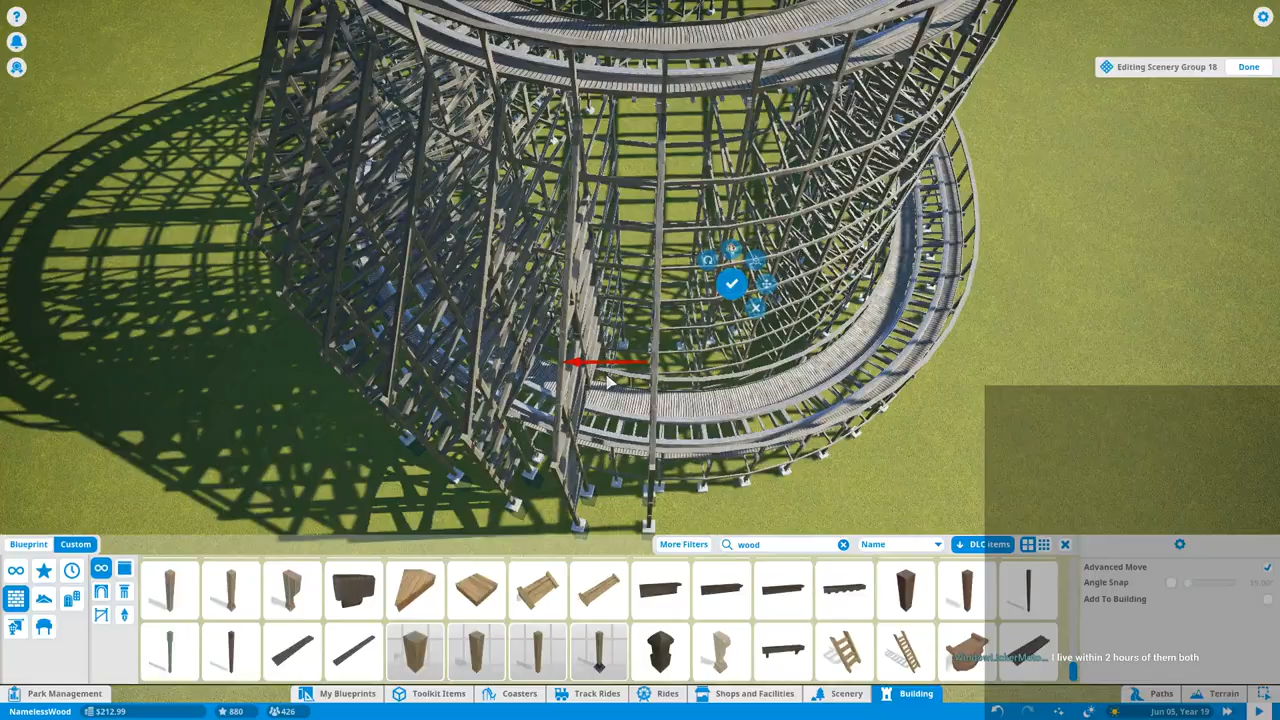 ?
Editing Scenery Group 18 Done
Blueprint Custom More Filters wood Name DLC items
Advanced Move
Angle Snap
Add To Building
I live within 2 hours of them both
Park Management My Blueprints Toolkit Items Coasters Track Rides Rides Shops and Facilities Scenery Building Paths Terrain
NamelessWood $212.99 880 426 Jun 05, Year 19